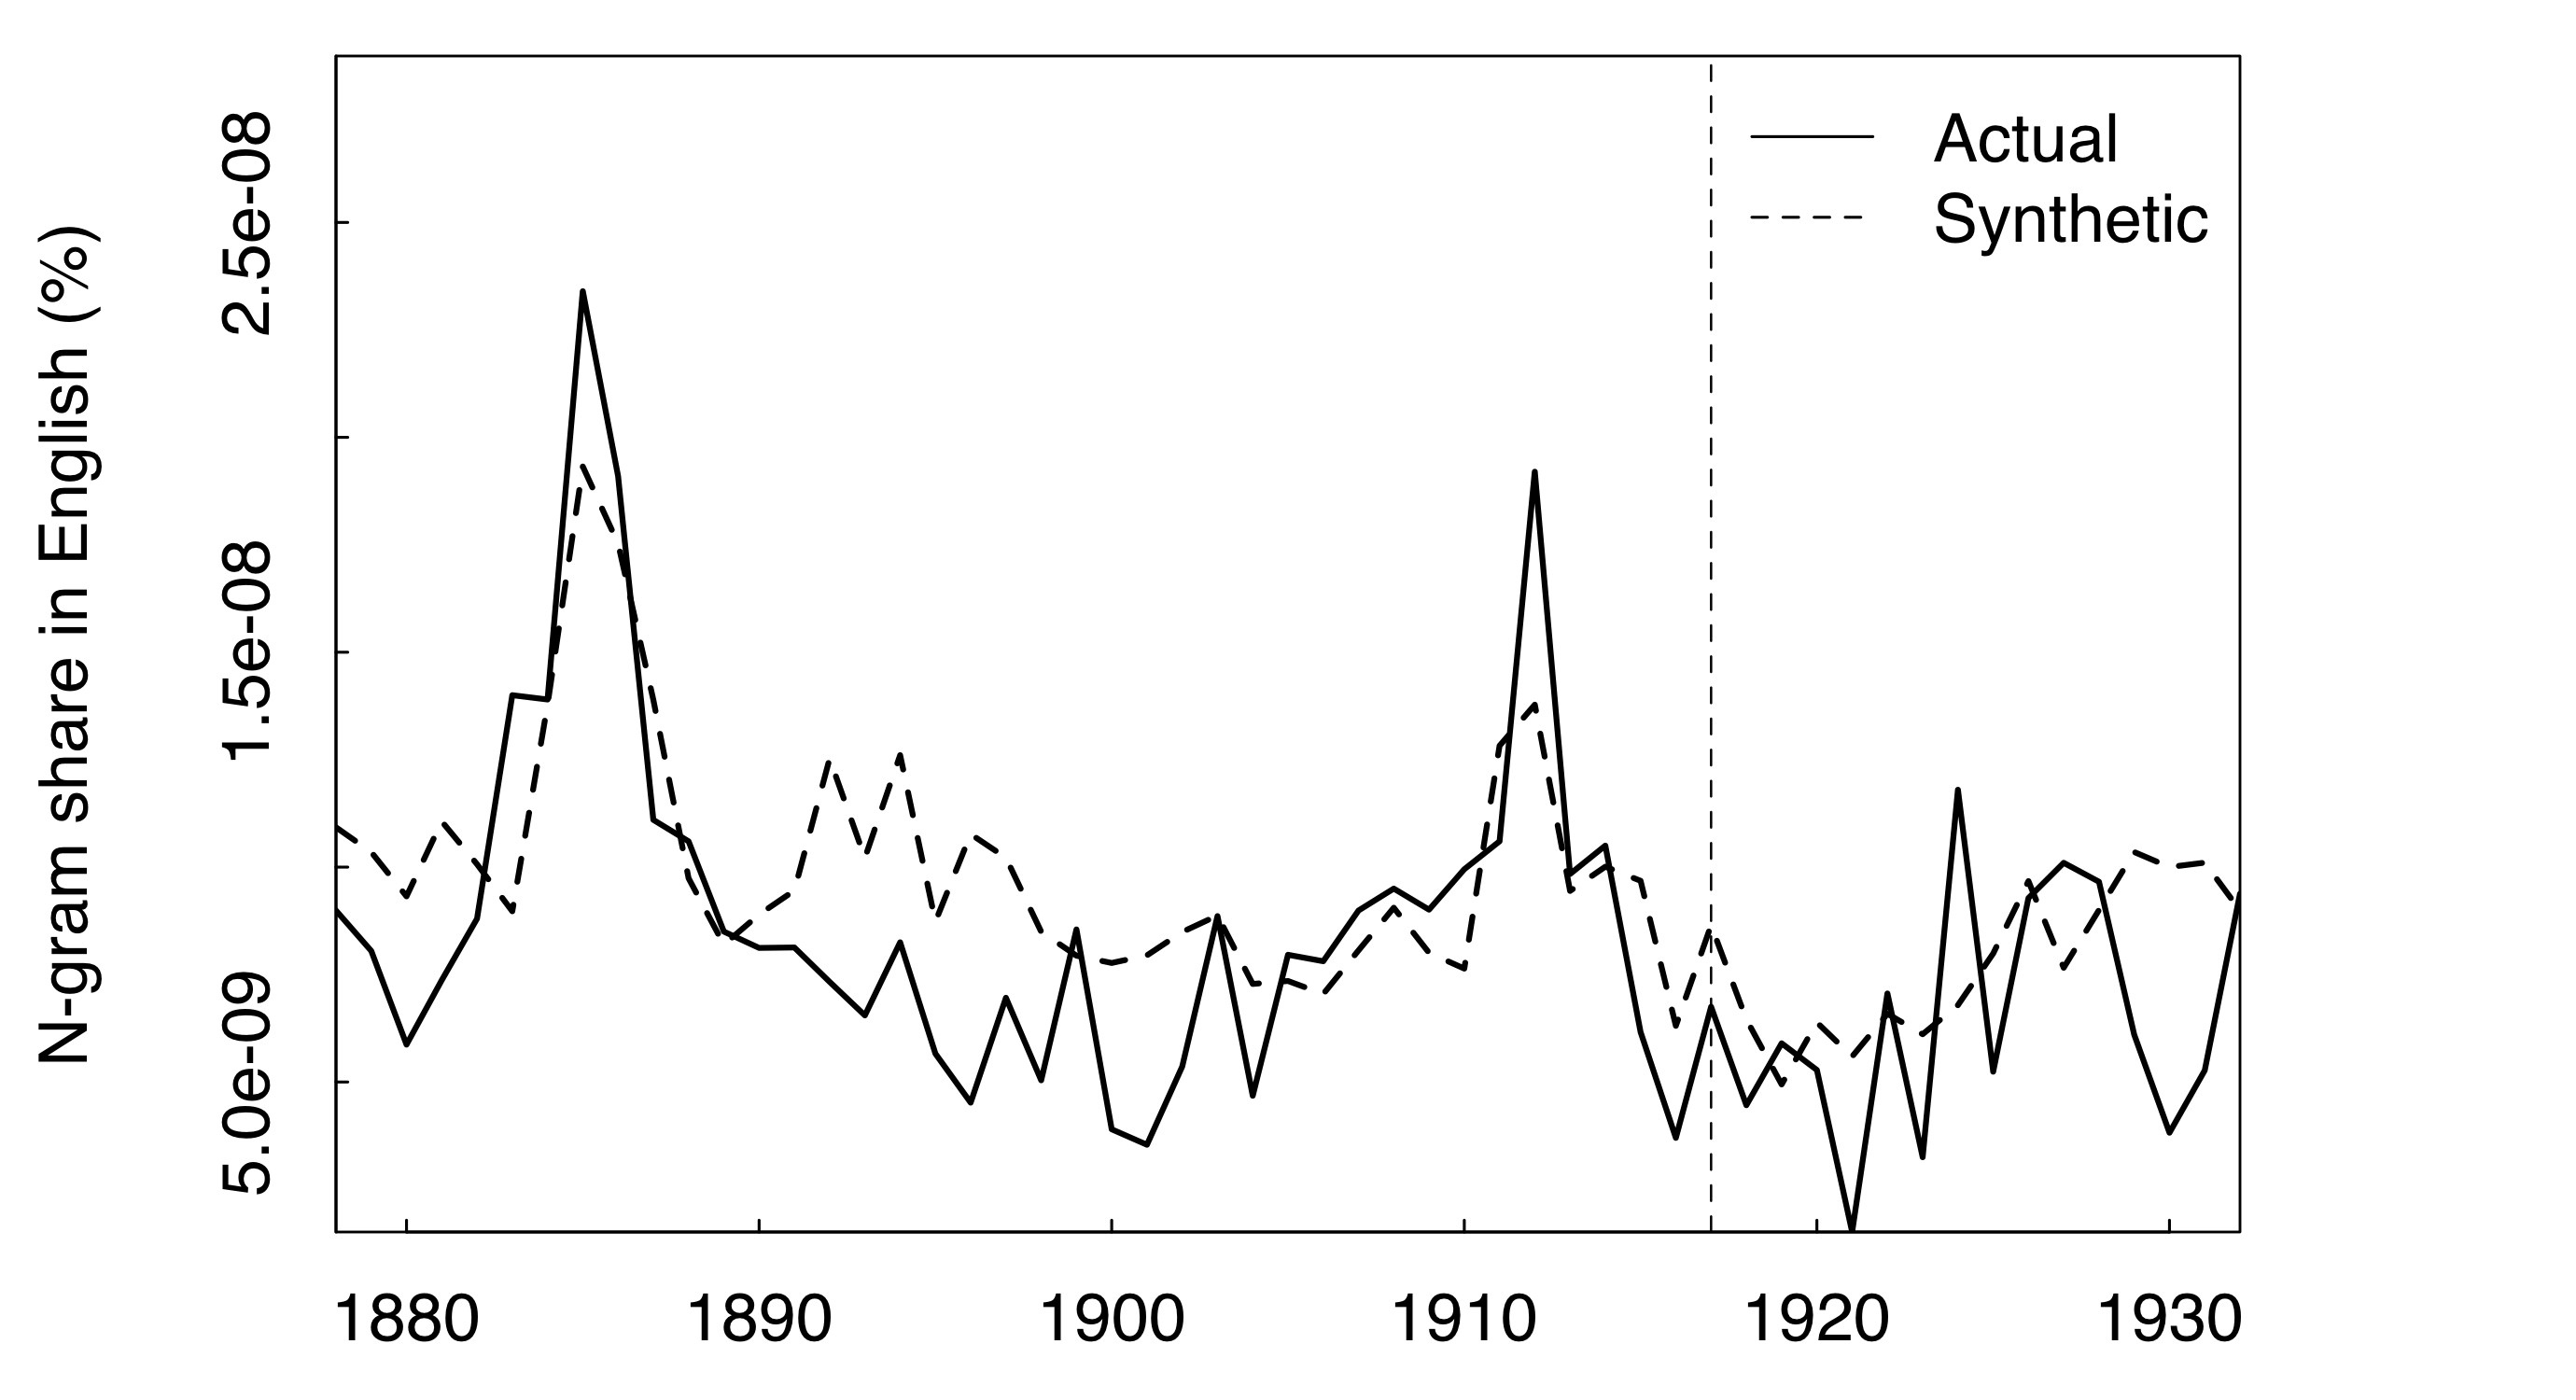 N-gram share in English (%)
2.5e-08
1.5e-08
5.0e-09
Actual
Synthetic
1880 1890 1900 1910 1920 1930